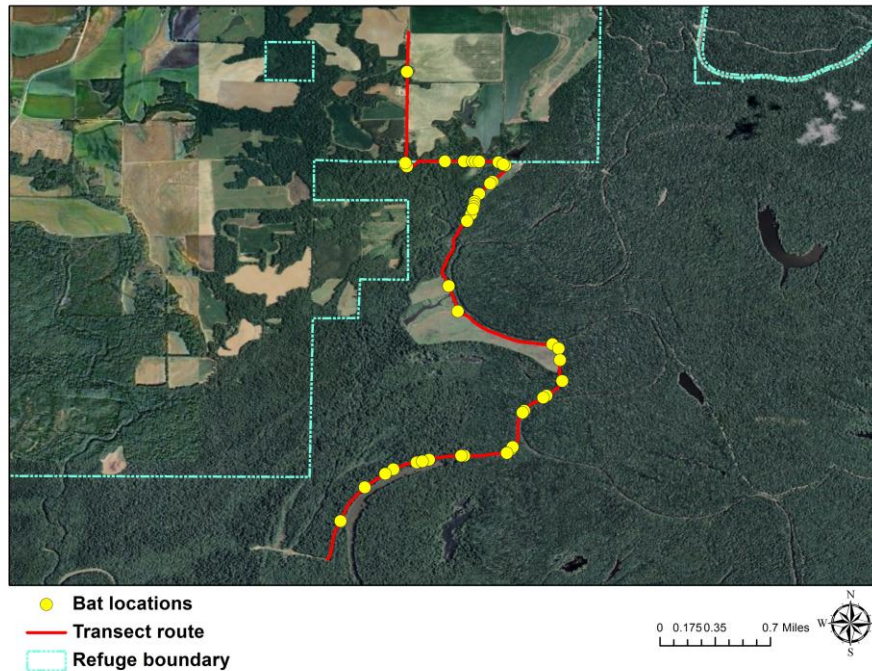 Bat locations
Transect route
Refuge boundary
0 0.175 0.35 0.7 Miles
N
W E
S